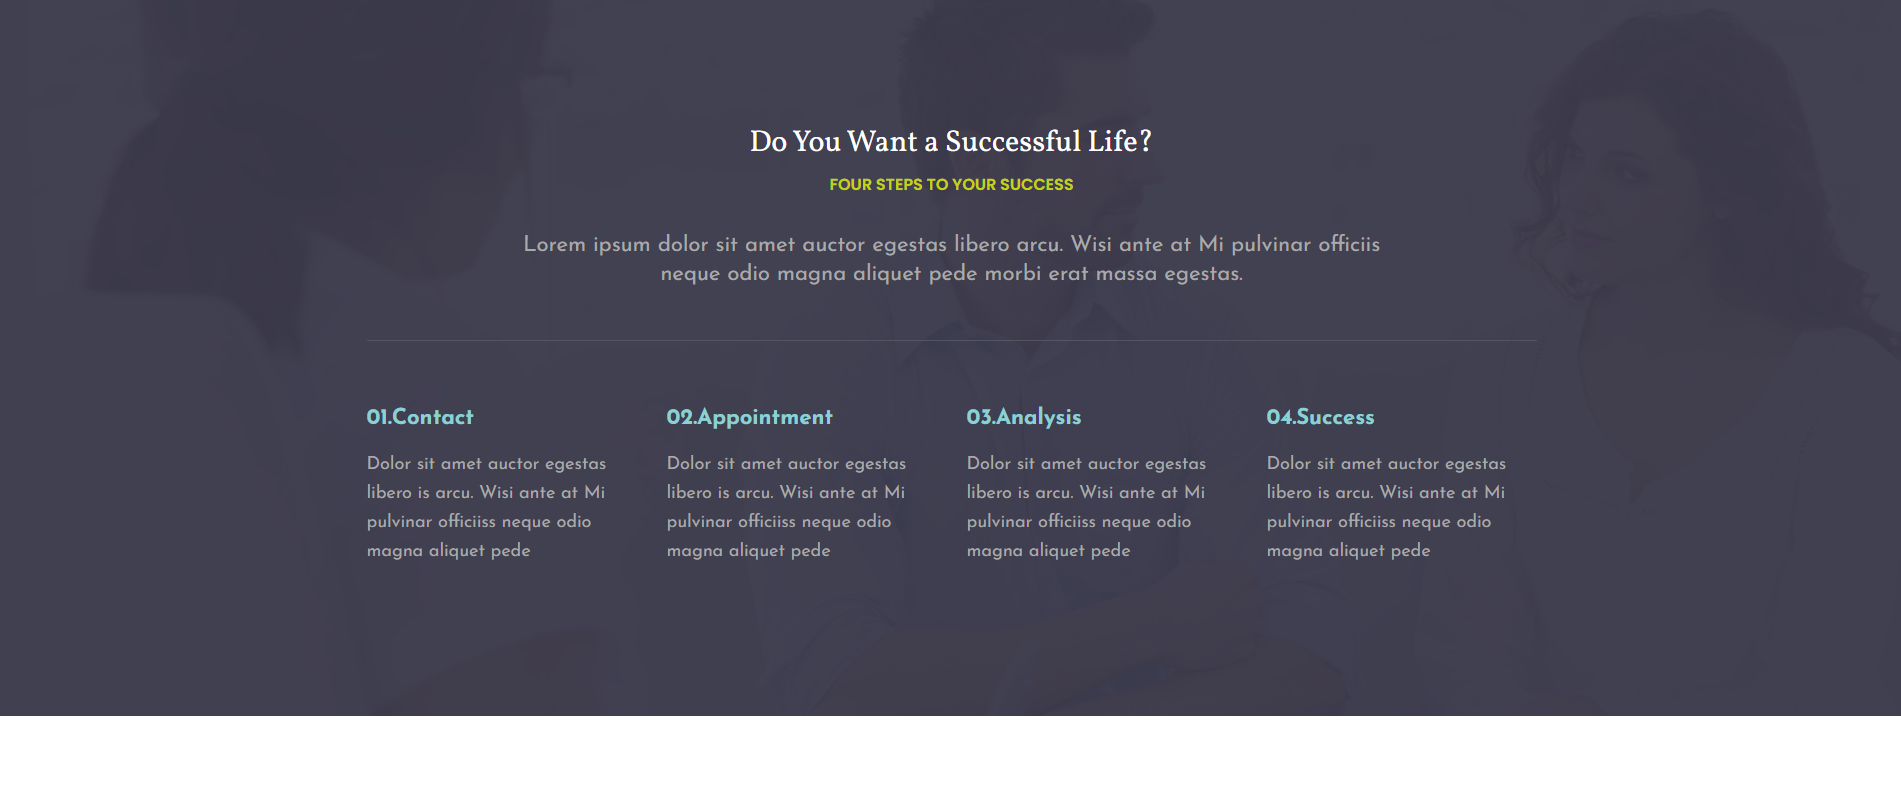 Do You Want a Successful Life?
FOUR STEPS TO YOUR SUCCESS
Lorem ipsum dolor sit amet auctor egestas libero arcu. Wisi ante at Mi pulvinar officiis
neque odio magna aliquet pede morbi erat massa egestas.
01.Contact
Dolor sit amet auctor egestas
libero is arcu. Wisi ante at Mi
pulvinar officiiss neque odio
magna aliquet pede
02.Appointment
Dolor sit amet auctor egestas
libero is arcu. Wisi ante at Mi
pulvinar officiiss neque odio
magna aliquet pede
03.Analysis
Dolor sit amet auctor egestas
libero is arcu. Wisi ante at Mi
pulvinar officiiss neque odio
magna aliquet pede
04.Success
Dolor sit amet auctor egestas
libero is arcu. Wisi ante at Mi
pulvinar officiiss neque odio
magna aliquet pede